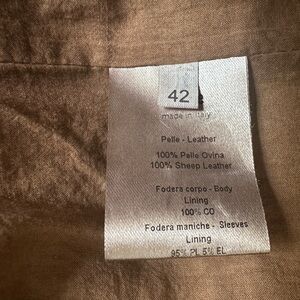 42
made in Italy
Pelle - Leather
100% Pelle Ovina
100% Sheep Leather
Fodera corpo - Body
Lining
100% CO
Fodera maniche - Sleeves
Lining
95% PL 5% EL